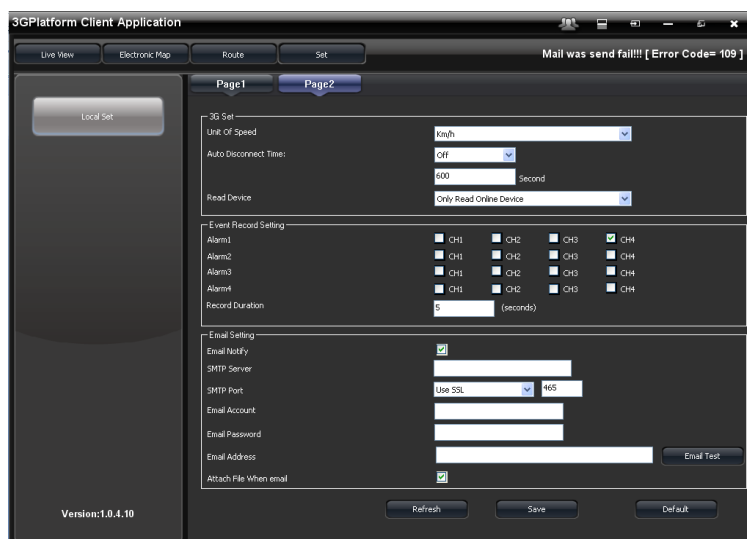 3GPlatform Client Application
Live View Electronic Map Route Set Mail was send fail!!! [ Error Code= 109 ]
Page1 Page2
Local Set
3G Set
Unit Of Speed Km/h
Auto Disconnect Time: Off
600 Second
Read Device Only Read Online Device
Event Record Setting
Alarm1 CH1 CH2 CH3 CH4
Alarm2 CH1 CH2 CH3 CH4
Alarm3 CH1 CH2 CH3 CH4
Alarm4 CH1 CH2 CH3 CH4
Record Duration 5 (seconds)
Email Setting
Email Notify
SMTP Server
SMTP Port Use SSL 465
Email Account
Email Password
Email Address Email Test
Attach File When email
Refresh Save Default
Version:1.0.4.10